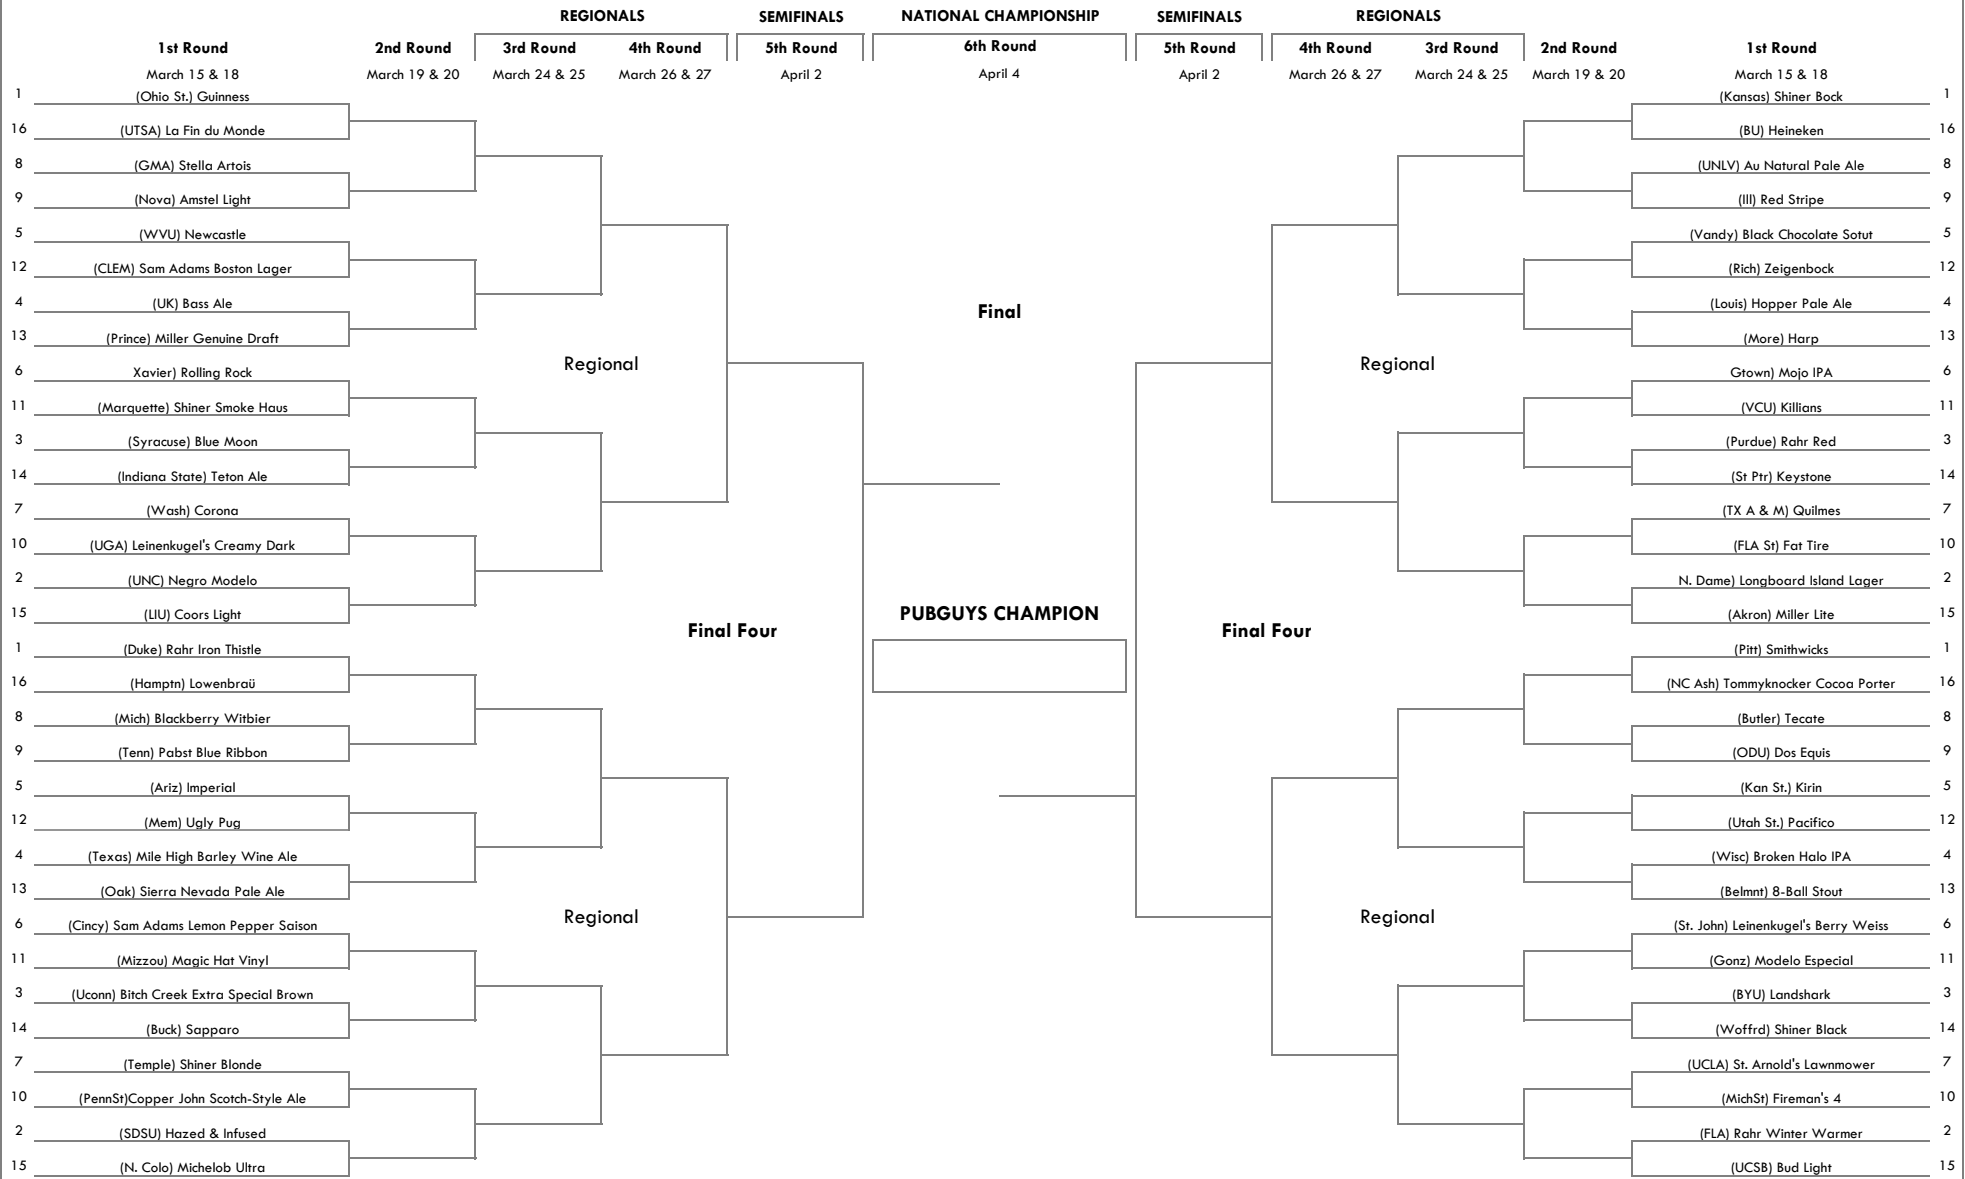 REGIONALS SEMIFINALS NATIONAL CHAMPIONSHIP SEMIFINALS REGIONALS
1st Round 2nd Round 3rd Round 4th Round 5th Round 6th Round 5th Round 4th Round 3rd Round 2nd Round 1st Round
March 15 & 18 March 19 & 20 March 24 & 25 March 26 & 27 April 2 April 4 April 2 March 26 & 27 March 24 & 25 March 19 & 20 March 15 & 18
1 (Ohio St.) Guinness (Kansas) Shiner Bock 1
16 (UTSA) La Fin du Monde (BU) Heineken 16
8 (GMA) Stella Artois (UNLV) Au Natural Pale Ale 8
9 (Nova) Amstel Light (Ill) Red Stripe 9
5 (WVU) Newcastle (Vandy) Black Chocolate Sotut 5
12 (CLEM) Sam Adams Boston Lager (Rich) Zeigenbock 12
4 (UK) Bass Ale (Louis) Hopper Pale Ale 4
Final
13 (Prince) Miller Genuine Draft (More) Harp 13
Regional Regional
6 Xavier) Rolling Rock Gtown) Mojo IPA 6
11 (Marquette) Shiner Smoke Haus (VCU) Killians 11
3 (Syracuse) Blue Moon (Purdue) Rahr Red 3
14 (Indiana State) Teton Ale (St Ptr) Keystone 14
7 (Wash) Corona (TX A & M) Quilmes 7
10 (UGA) Leinenkugel's Creamy Dark (FLA St) Fat Tire 10
2 (UNC) Negro Modelo N. Dame) Longboard Island Lager 2
15 (LIU) Coors Light PUBGUYS CHAMPION (Akron) Miller Lite 15
Final Four Final Four
1 (Duke) Rahr Iron Thistle (Pitt) Smithwicks 1
16 (Hamptn) Lowenbraü (NC Ash) Tommyknocker Cocoa Porter 16
8 (Mich) Blackberry Witbier (Butler) Tecate 8
9 (Tenn) Pabst Blue Ribbon (ODU) Dos Equis 9
5 (Ariz) Imperial (Kan St.) Kirin 5
12 (Mem) Ugly Pug (Utah St.) Pacifico 12
4 (Texas) Mile High Barley Wine Ale (Wisc) Broken Halo IPA 4
13 (Oak) Sierra Nevada Pale Ale (Belmnt) 8-Ball Stout 13
Regional Regional
6 (Cincy) Sam Adams Lemon Pepper Saison (St. John) Leinenkugel's Berry Weiss 6
11 (Mizzou) Magic Hat Vinyl (Gonz) Modelo Especial 11
3 (Uconn) Bitch Creek Extra Special Brown (BYU) Landshark 3
14 (Buck) Sapparo (Woffrd) Shiner Black 14
7 (Temple) Shiner Blonde (UCLA) St. Arnold's Lawnmower 7
10 (PennSt)Copper John Scotch-Style Ale (MichSt) Fireman's 4 10
2 (SDSU) Hazed & Infused (FLA) Rahr Winter Warmer 2
15 (N. Colo) Michelob Ultra (UCSB) Bud Light 15